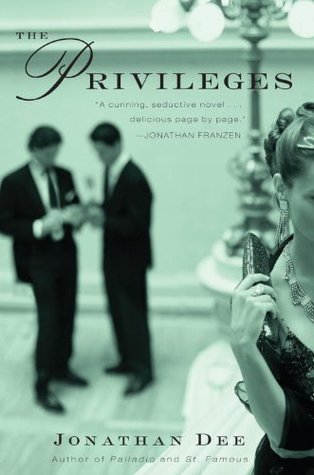 THE
PRIVILEGES
"A cunning, seductive novel . . .
delicious page by page."
—JONATHAN FRANZEN
JONATHAN DEE
Author of Palladio and St. Famous